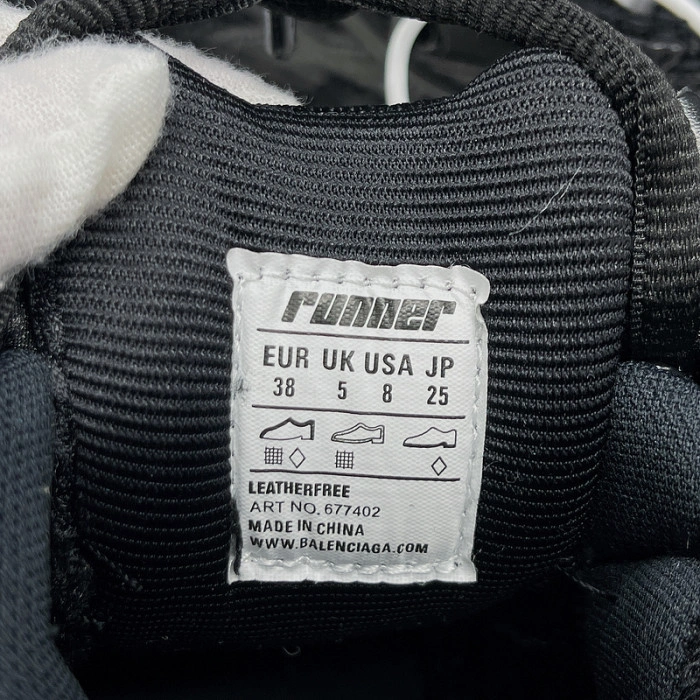 runner
EUR UK USA JP
38 5 8 25
LEATHERFREE
ART NO. 677402
MADE IN CHINA
WWW.BALENCIAGA.COM